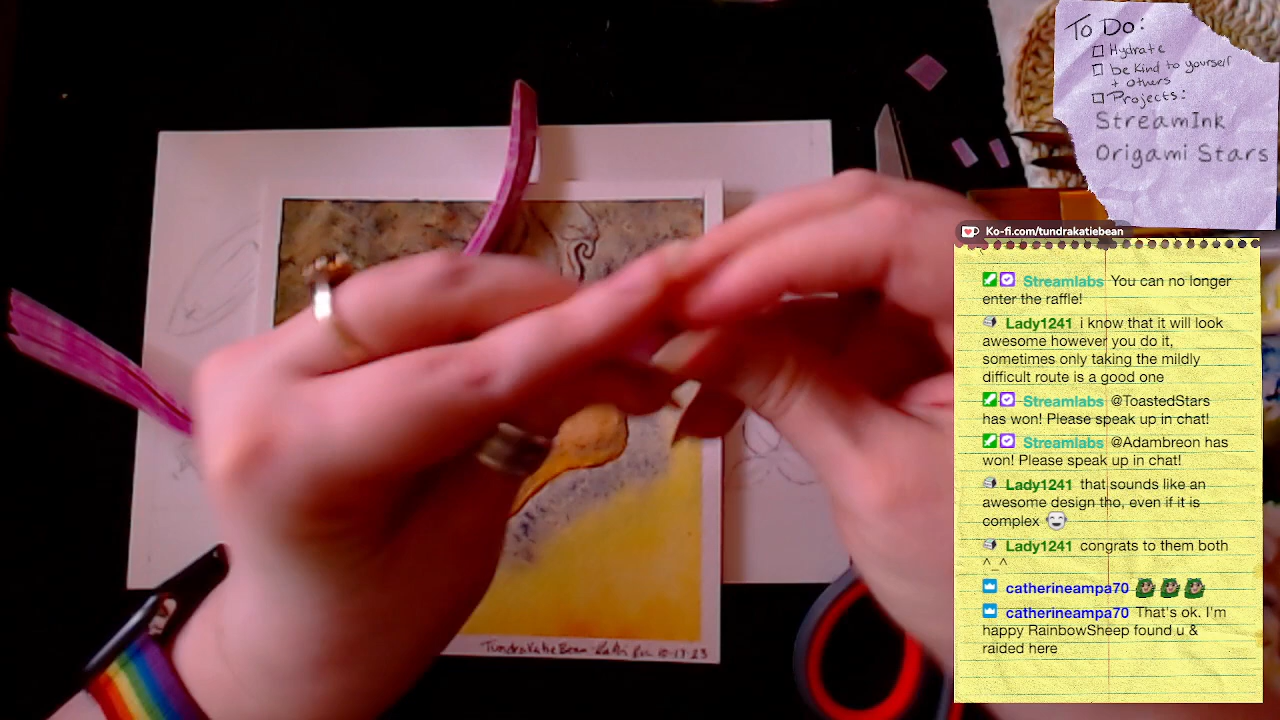 To Do:
Hydrate
be kind to yourself
+ others
Projects:
StreamInk
Origami Stars
Ko-fi.com/tundrakatiebean
Streamlabs You can no longer
enter the raffle!
Lady1241 i know that it will look
awesome however you do it,
sometimes only taking the mildly
difficult route is a good one
Streamlabs @ToastedStars
has won! Please speak up in chat!
Streamlabs @Adambreon has
won! Please speak up in chat!
Lady1241 that sounds like an
awesome design tho, even if it is
complex
Lady1241 congrats to them both
^_^
catherineampa70
catherineampa70 That's ok. I'm
happy RainbowSheep found u &
raided here
TundraKatieBean 10-17-23